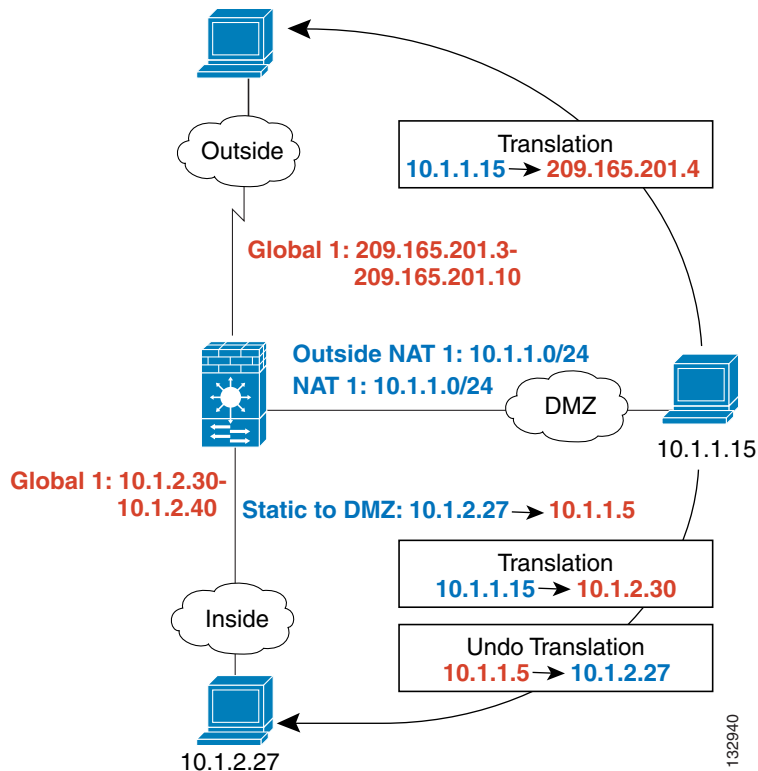 Outside
Translation
10.1.1.15 → 209.165.201.4
Global 1: 209.165.201.3-
209.165.201.10
Outside NAT 1: 10.1.1.0/24
NAT 1: 10.1.1.0/24
DMZ
10.1.1.15
Global 1: 10.1.2.30-
10.1.2.40
Static to DMZ: 10.1.2.27 → 10.1.1.5
Translation
10.1.1.15 → 10.1.2.30
Inside
Undo Translation
10.1.1.5 → 10.1.2.27
10.1.2.27
132940